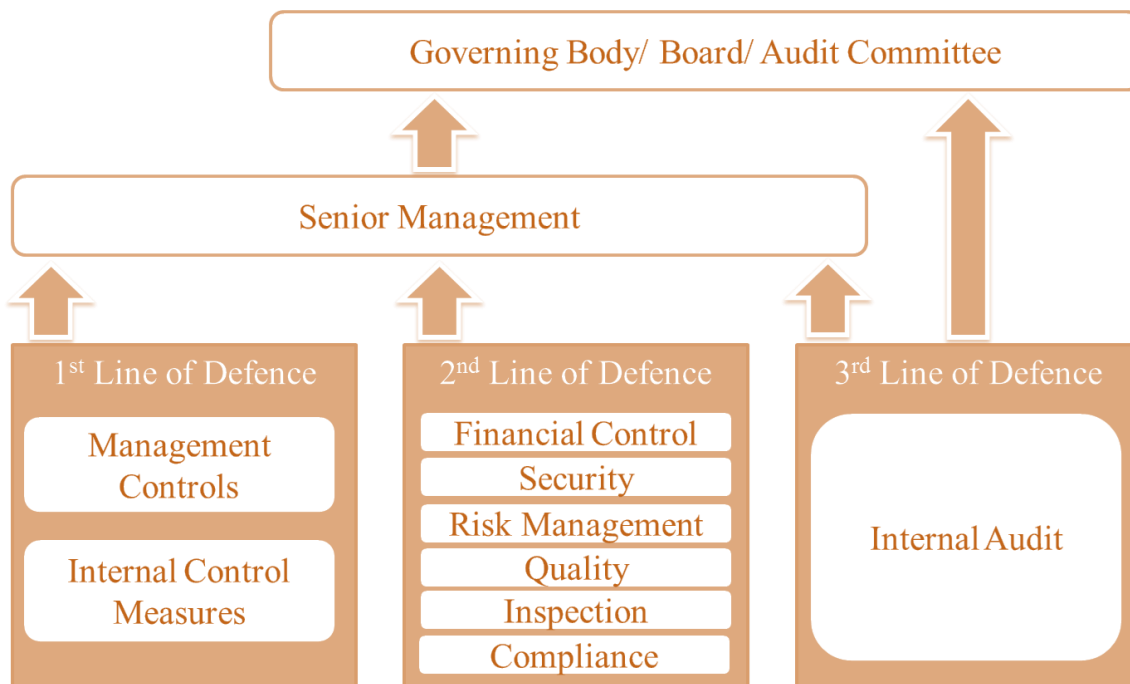 Governing Body/ Board/ Audit Committee
Senior Management
1st Line of Defence
Management
Controls
Internal Control
Measures
2nd Line of Defence
Financial Control
Security
Risk Management
Quality
Inspection
Compliance
3rd Line of Defence
Internal Audit